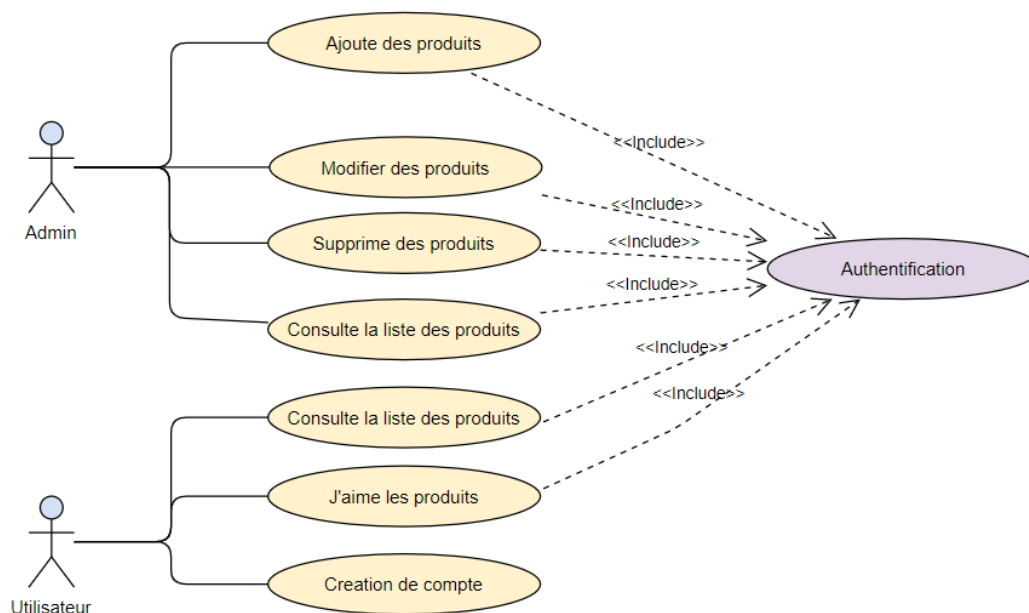 Ajoute des produits
<<Include>>
Modifier des produits
<<Include>>
Admin
Supprime des produits
<<Include>>
Authentification
<<Include>>
Consulte la liste des produits
<<Include>>
<<Include>>
Consulte la liste des produits
J'aime les produits
Creation de compte
Utilisateur